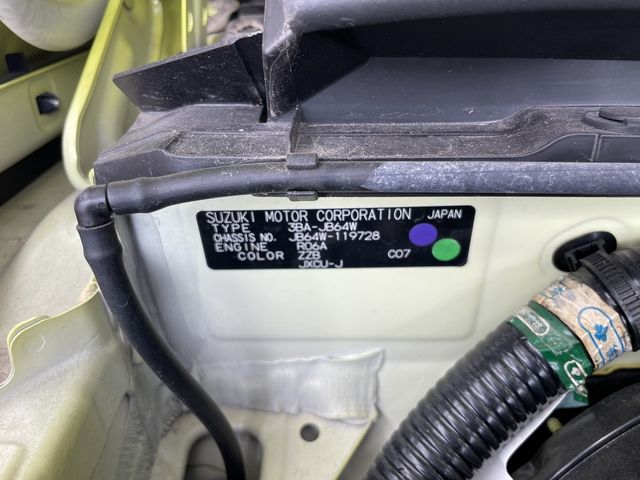 SUZUKI MOTOR CORPORATION JAPAN
TYPE 3BA-JB64W
CHASSIS NO. JB64W-119728
ENGINE R06A
COLOR ZZB C07
JXCU-J